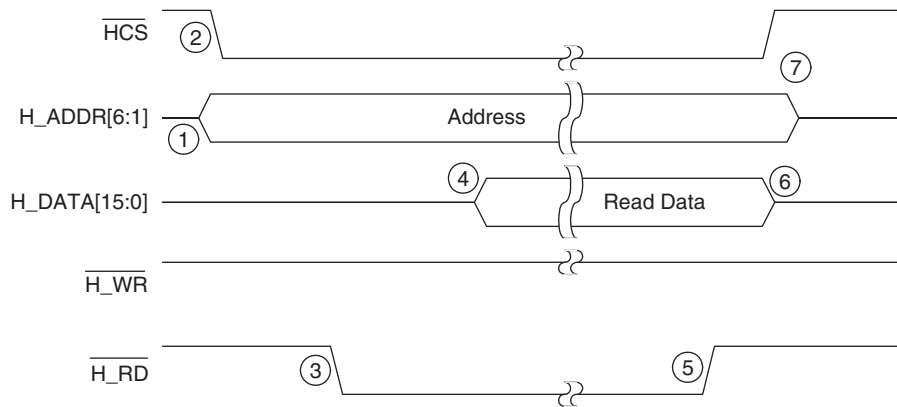 HCS
2
7
H_ADDR[6:1]
1
Address
H_DATA[15:0]
4
Read Data
6
H_WR
H_RD
3
5